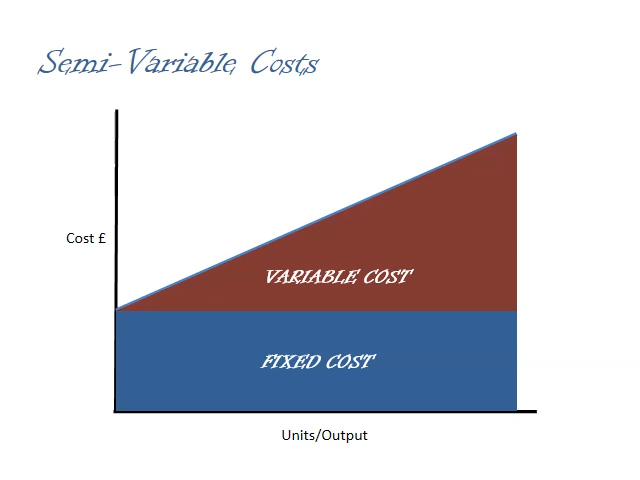 Semi-Variable Costs
Cost £
VARIABLE COST
FIXED COST
Units/Output